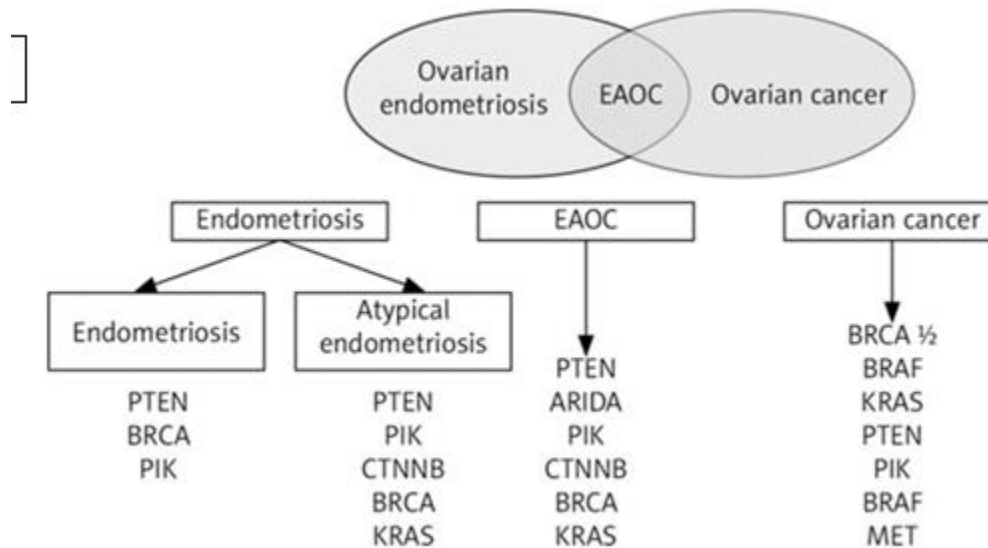 Ovarian
endometriosis
EAOC
Ovarian cancer
Endometriosis
EAOC
Ovarian cancer
Endometriosis
Atypical
endometriosis
PTEN
BRCA
PIK
PTEN
PIK
CTNNB
BRCA
KRAS
PTEN
ARIDA
PIK
CTNNB
BRCA
KRAS
BRCA ½
BRAF
KRAS
PTEN
PIK
BRAF
MET